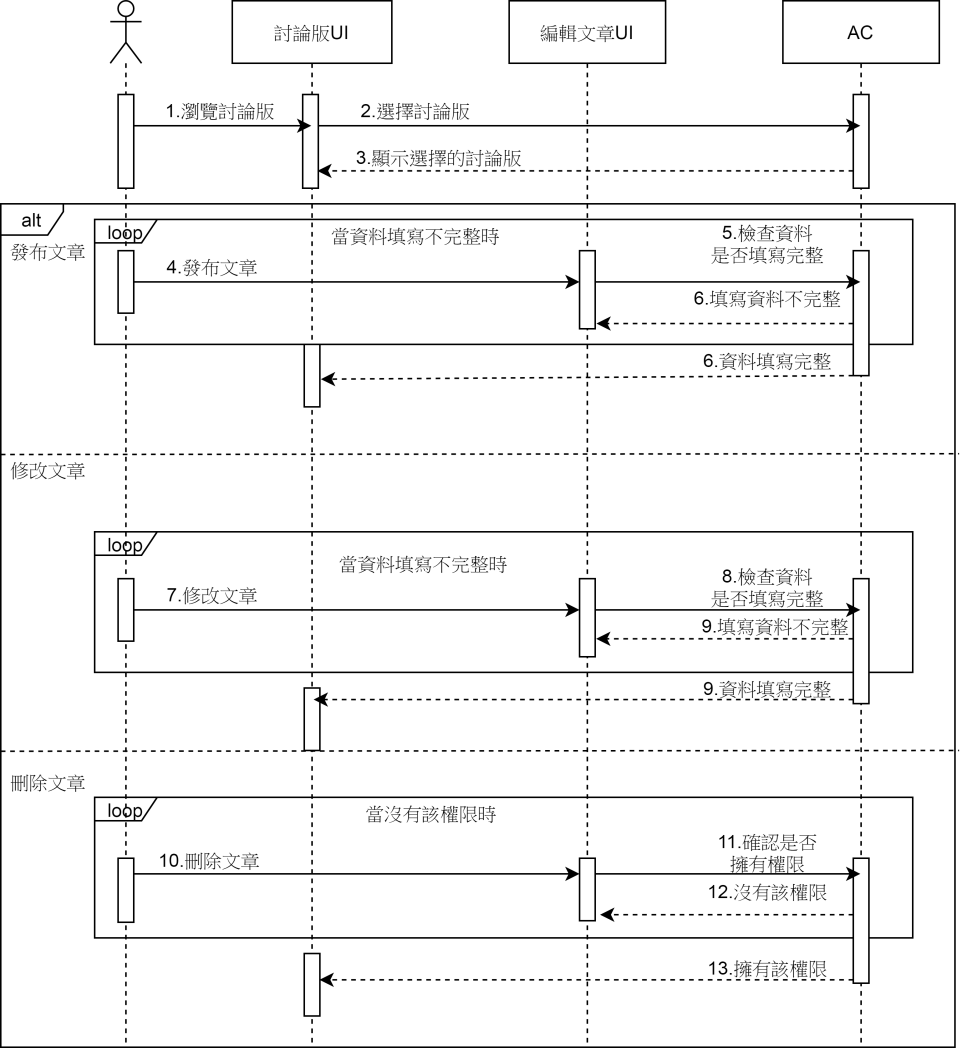 討論版UI
編輯文章UI
AC
1.瀏覽討論版
2.選擇討論版
3.顯示選擇的討論版
alt
發布文章
loop
當資料填寫不完整時
5.檢查資料
是否填寫完整
4.發布文章
6.填寫資料不完整
6.資料填寫完整
修改文章
loop
當資料填寫不完整時
8.檢查資料
是否填寫完整
7.修改文章
9.填寫資料不完整
9.資料填寫完整
刪除文章
loop
當沒有該權限時
11.確認是否
擁有權限
10.刪除文章
12.沒有該權限
13.擁有該權限